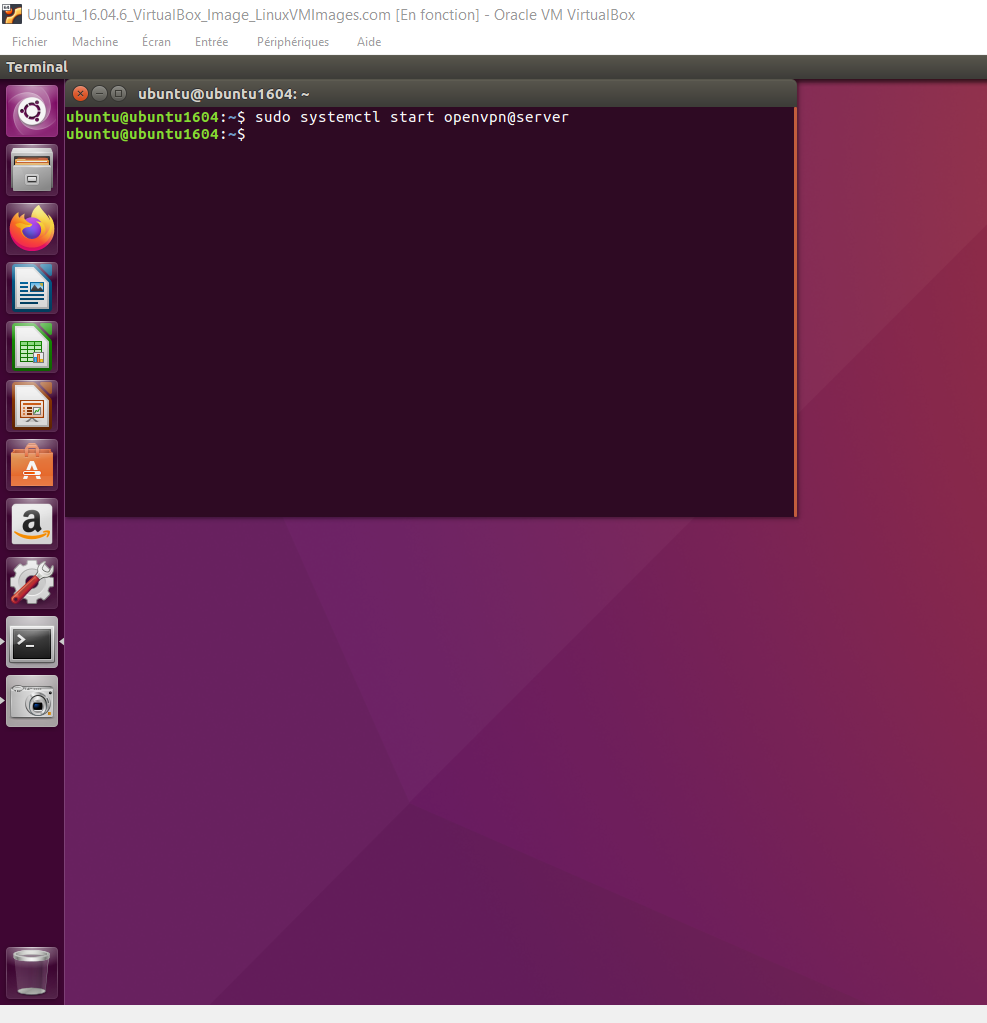 Ubuntu_16.04.6_VirtualBox_Image_LinuxVMImages.com [En fonction] - Oracle VM VirtualBox
Fichier Machine Écran Entrée Périphériques Aide
Terminal
ubuntu@ubuntu1604: ~
ubuntu@ubuntu1604:~$ sudo systemctl start openvpn@server
ubuntu@ubuntu1604:~$